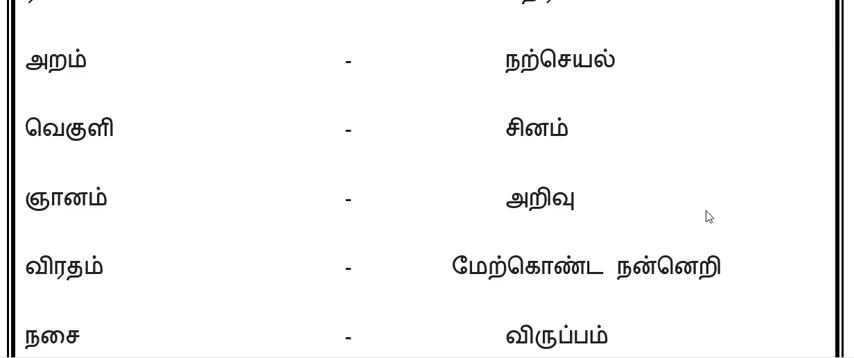 அறம் - நற்செயல்
வெகுளி - சினம்
ஞானம் - அறிவு
விரதம் - மேற்கொண்ட நன்னெறி
நசை - விருப்பம்